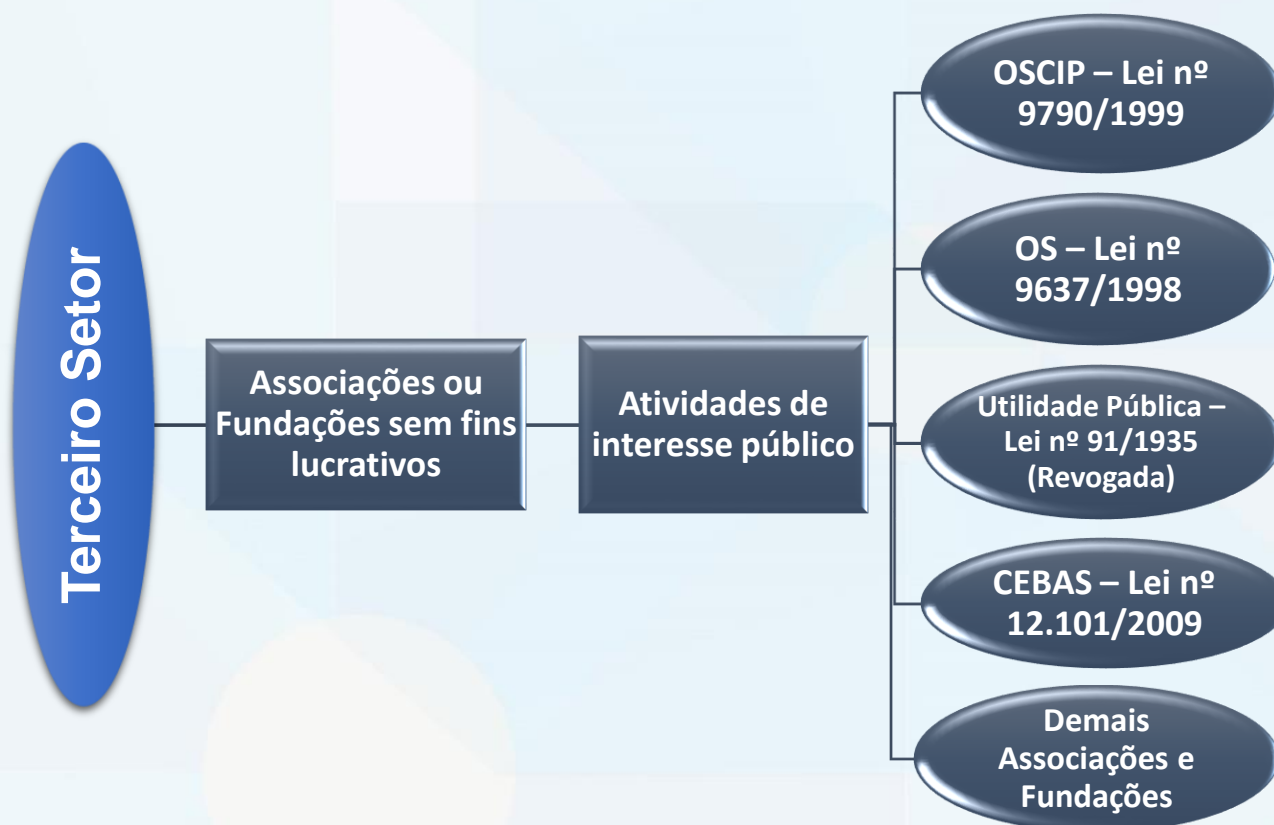 Terceiro Setor
Associações ou
Fundações sem fins
lucrativos
Atividades de
interesse público
OSCIP – Lei nº
9790/1999
OS – Lei nº
9637/1998
Utilidade Pública –
Lei nº 91/1935
(Revogada)
CEBAS – Lei nº
12.101/2009
Demais
Associações e
Fundações